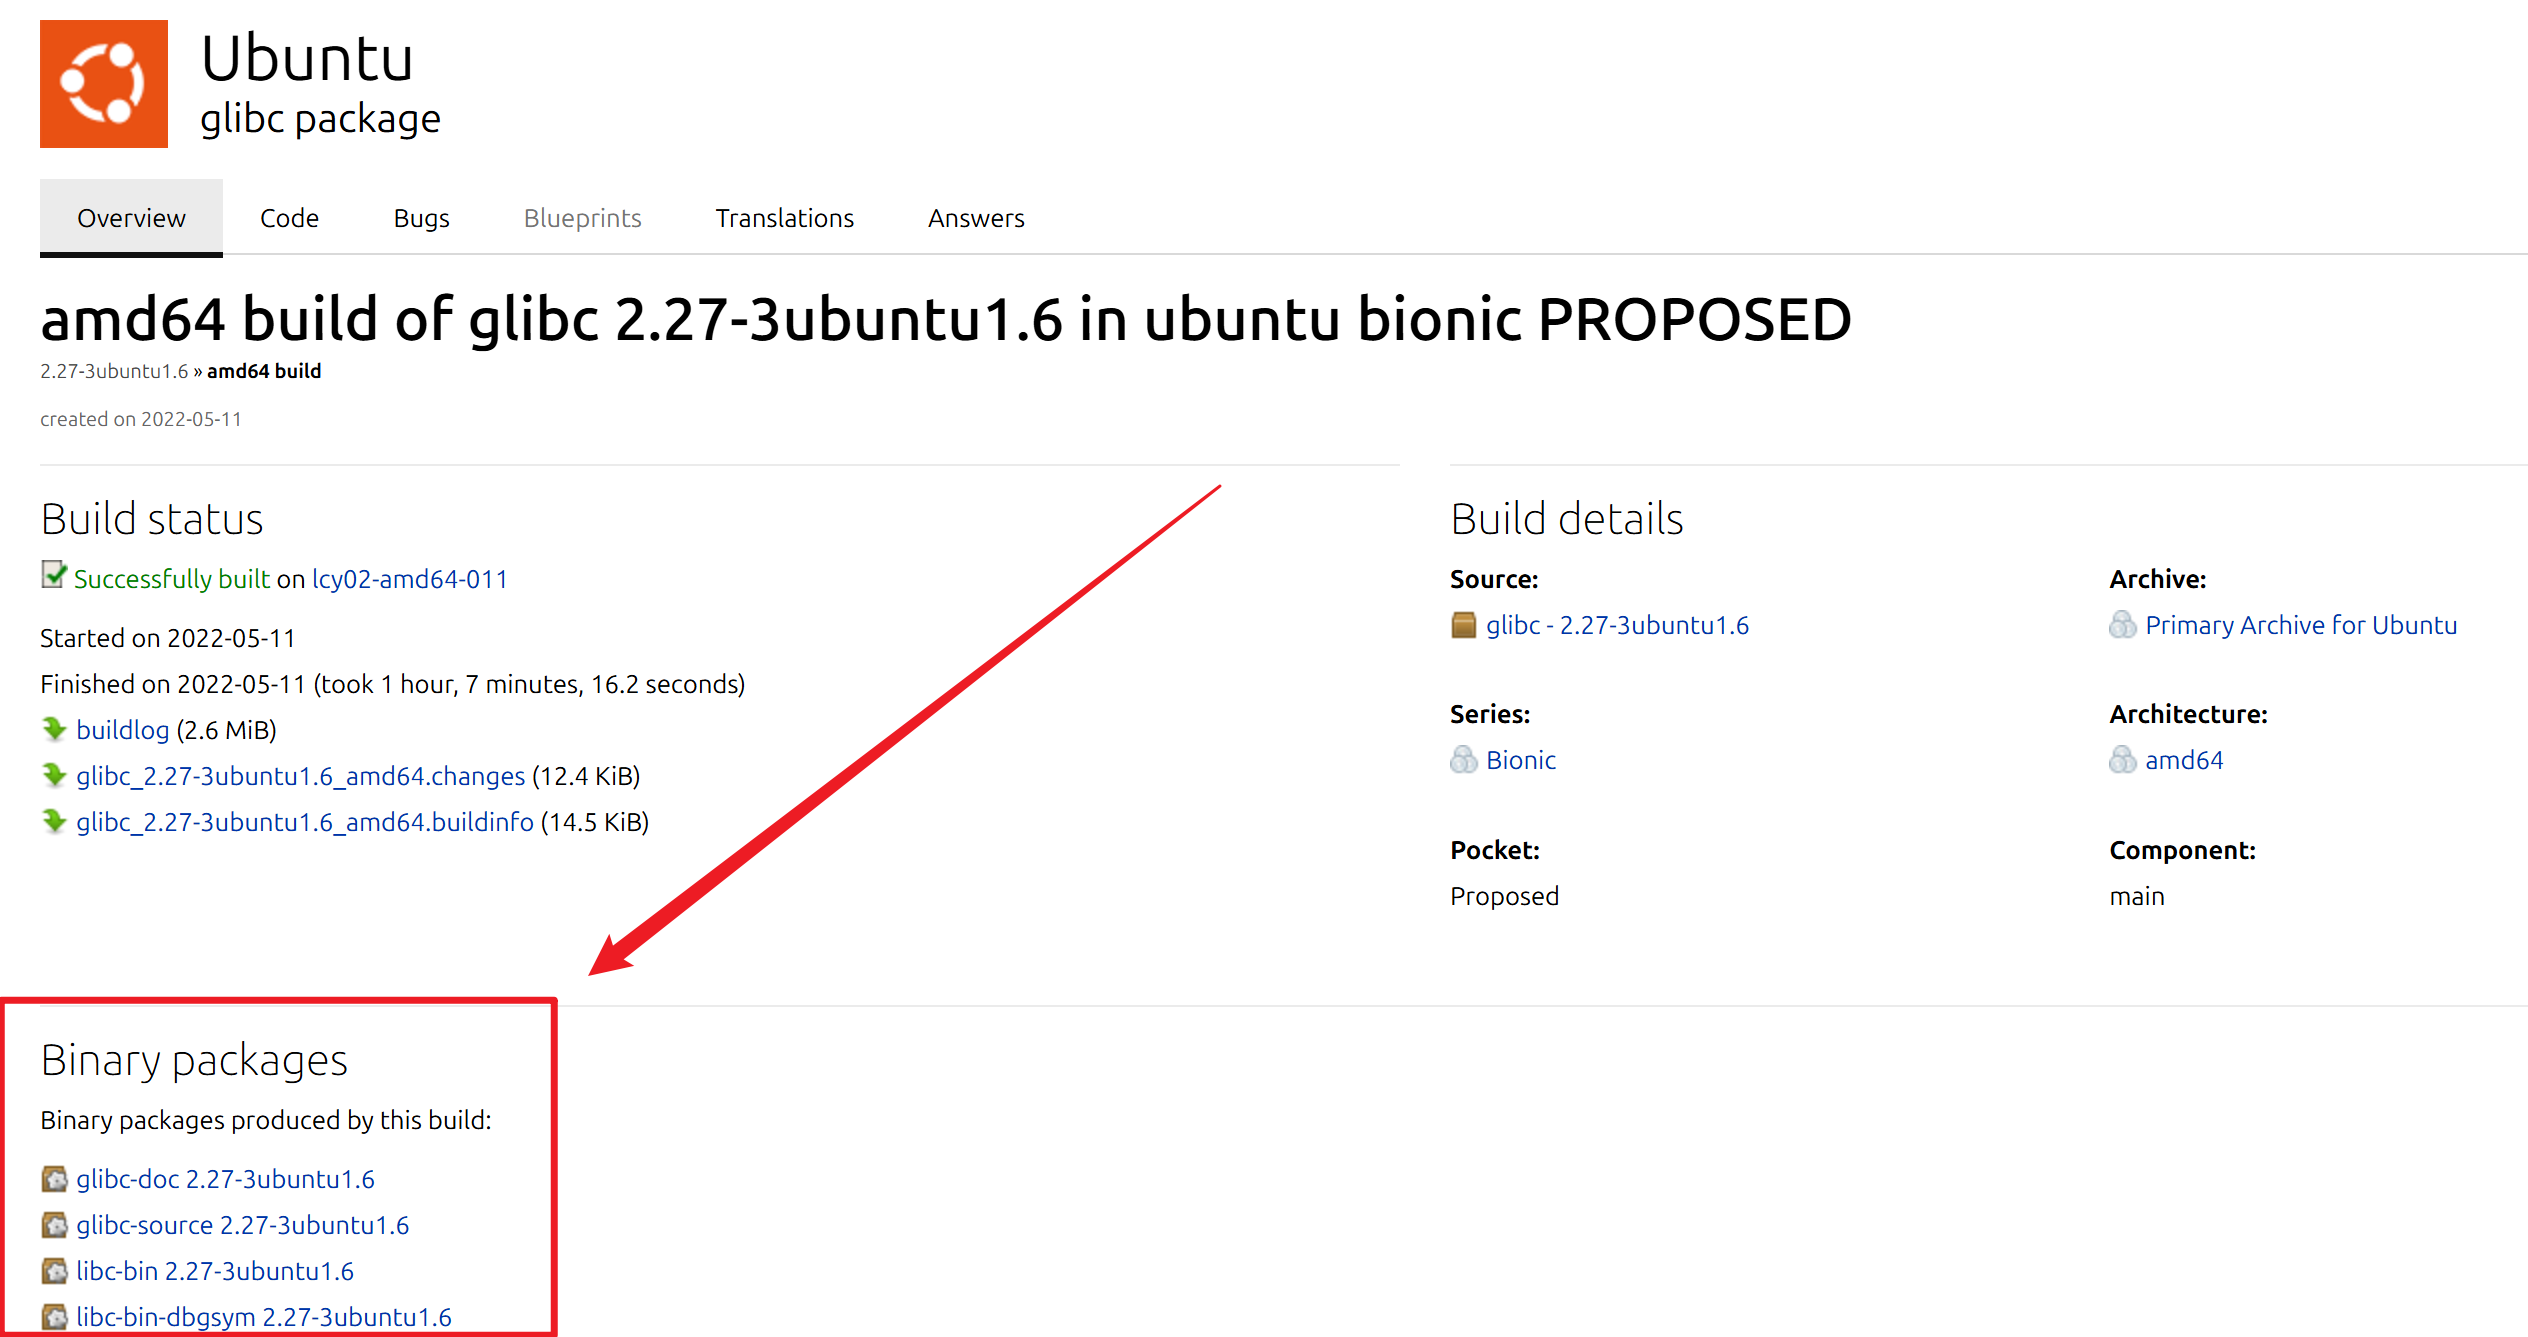 Ubuntu
glibc package
Overview Code Bugs Blueprints Translations Answers
amd64 build of glibc 2.27-3ubuntu1.6 in ubuntu bionic PROPOSED
2.27-3ubuntu1.6 » amd64 build
created on 2022-05-11
Build status
Successfully built on lcy02-amd64-011
Started on 2022-05-11
Finished on 2022-05-11 (took 1 hour, 7 minutes, 16.2 seconds)
buildlog (2.6 MiB)
glibc_2.27-3ubuntu1.6_amd64.changes (12.4 KiB)
glibc_2.27-3ubuntu1.6_amd64.buildinfo (14.5 KiB)
Build details
Source:
glibc - 2.27-3ubuntu1.6
Archive:
Primary Archive for Ubuntu
Series:
Bionic
Architecture:
amd64
Pocket:
Proposed
Component:
main
Binary packages
Binary packages produced by this build:
glibc-doc 2.27-3ubuntu1.6
glibc-source 2.27-3ubuntu1.6
libc-bin 2.27-3ubuntu1.6
libc-bin-dbgsym 2.27-3ubuntu1.6